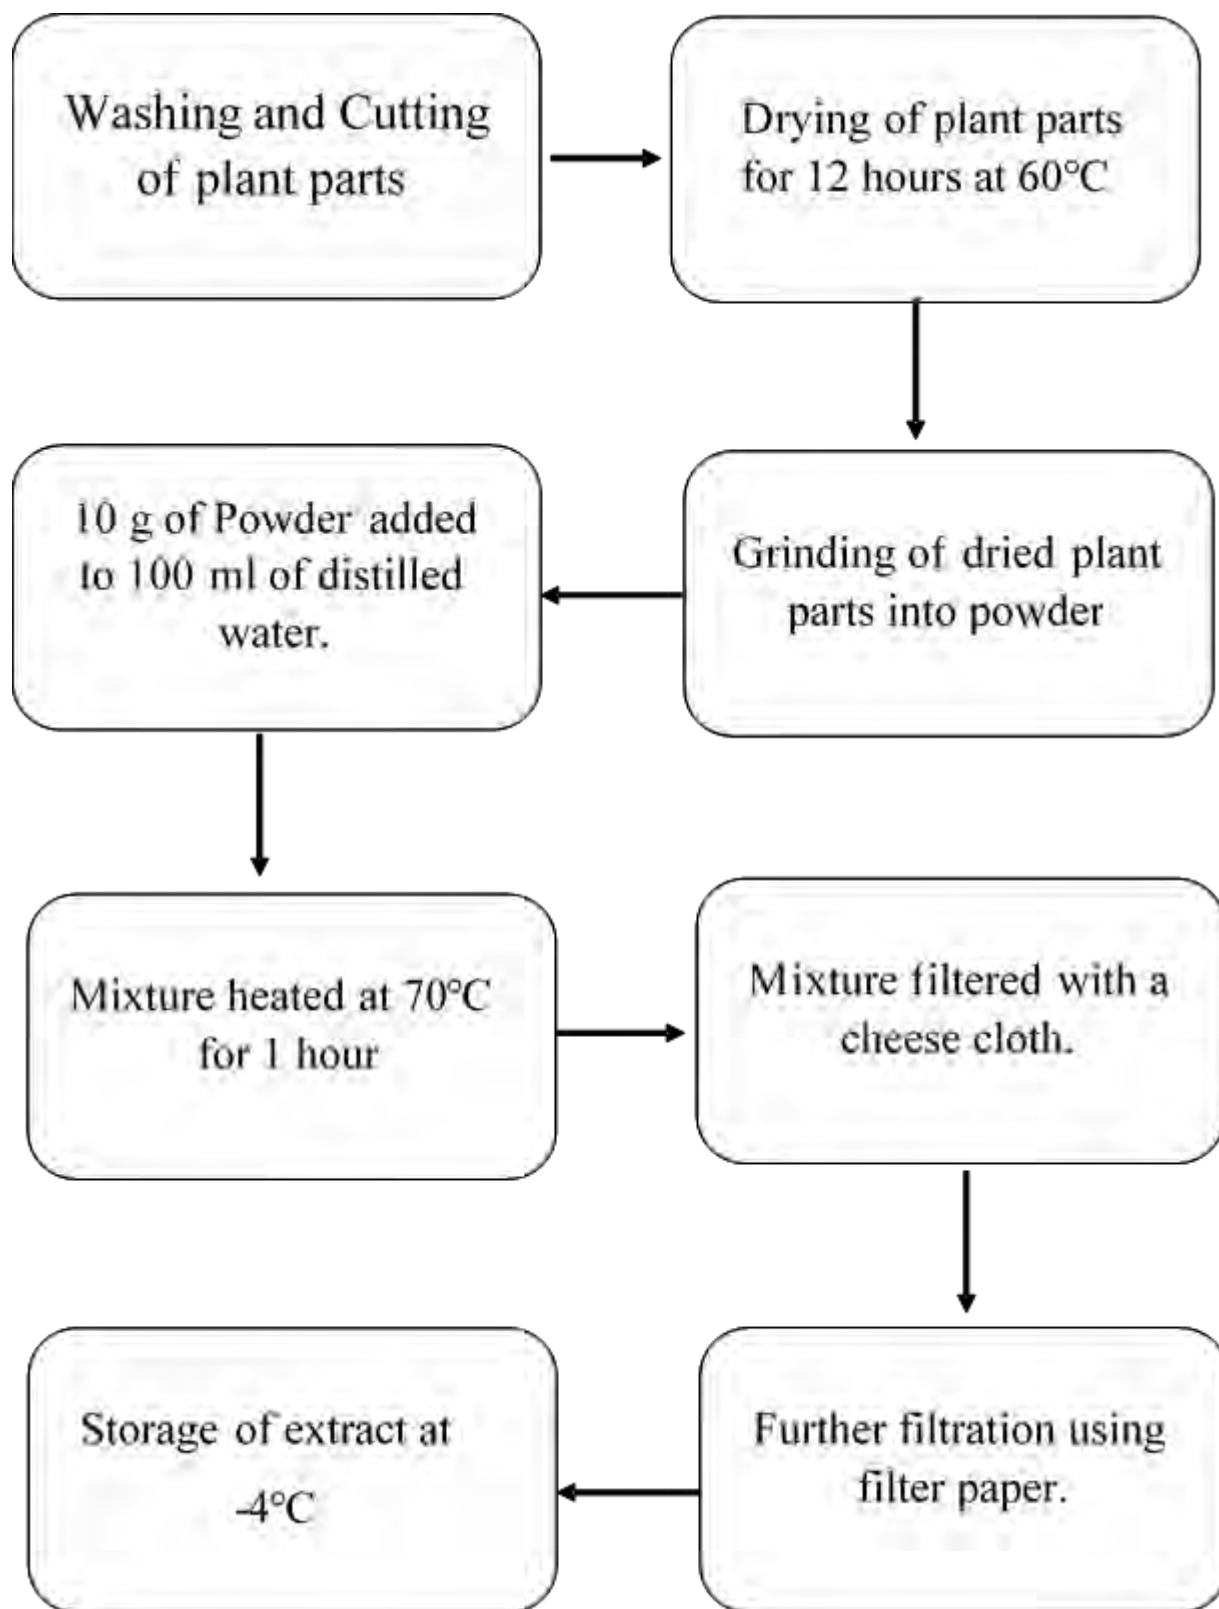 Washing and Cutting
of plant parts
Drying of plant parts
for 12 hours at 60°C
Grinding of dried plant
parts into powder
10 g of Powder added
to 100 ml of distilled
water.
Mixture heated at 70°C
for 1 hour
Mixture filtered with a
cheese cloth.
Further filtration using
filter paper.
Storage of extract at
-4°C